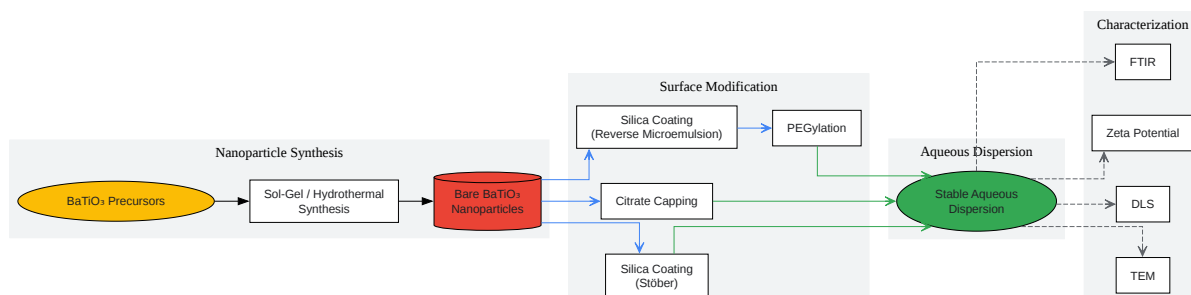 Nanoparticle Synthesis
BaTiO₃ Precursors
Sol-Gel / Hydrothermal
Synthesis
Bare BaTiO₃
Nanoparticles
Surface Modification
Silica Coating
(Reverse Microemulsion)
PEGylation
Citrate Capping
Silica Coating
(Stöber)
Aqueous Dispersion
Stable Aqueous
Dispersion
Characterization
FTIR
Zeta Potential
DLS
TEM